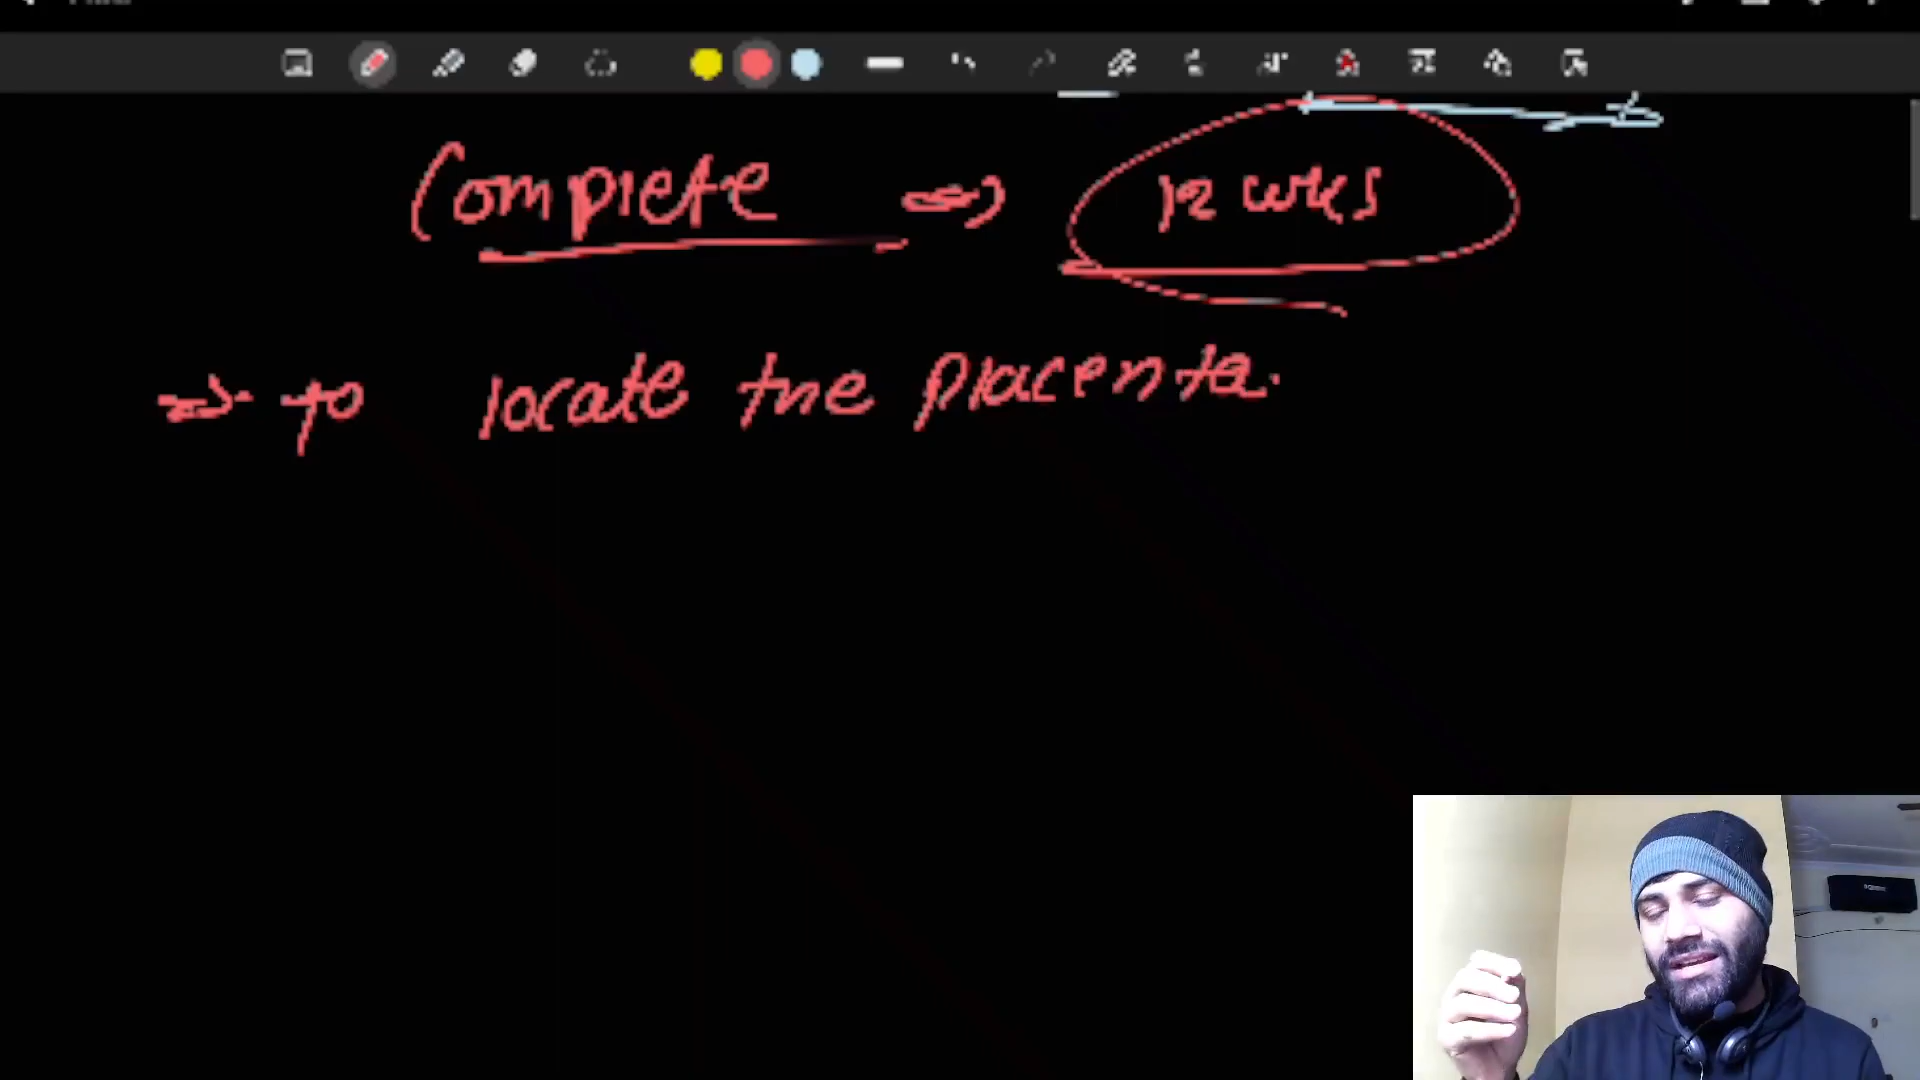 Complete ⇒ 12 wks
⇒ to locate the placenta.